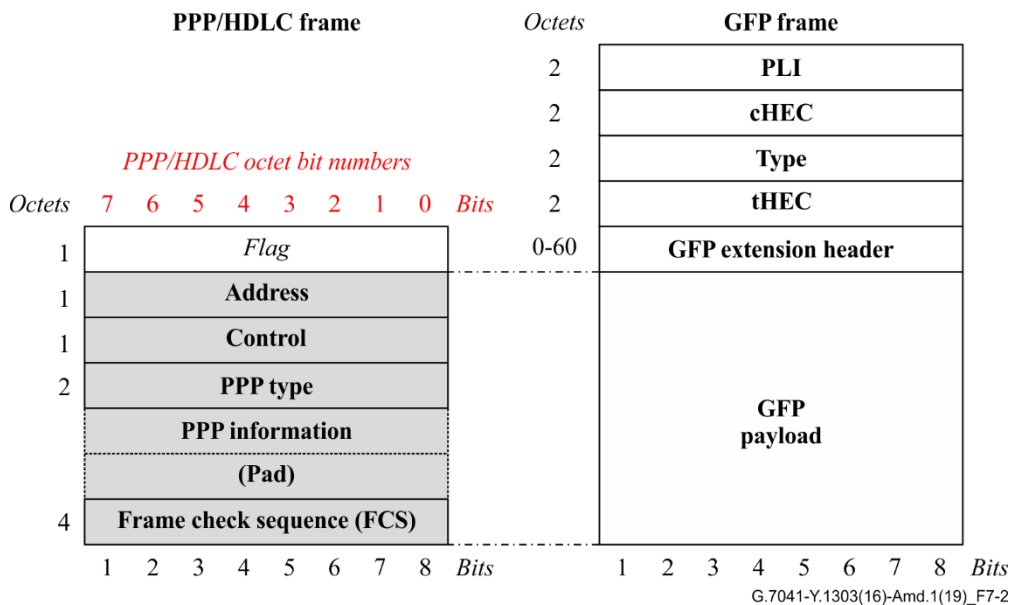 PPP/HDLC frame
Octets
GFP frame
2
PLI
2
cHEC
2
Type
2
tHEC
0-60
GFP extension header
GFP
payload
1 2 3 4 5 6 7 8 Bits
PPP/HDLC octet bit numbers
Octets 7 6 5 4 3 2 1 0 Bits
1
Flag
1
Address
1
Control
2
PPP type
PPP information
(Pad)
4
Frame check sequence (FCS)
1 2 3 4 5 6 7 8 Bits
G.7041-Y.1303(16)-Amd.1(19)_F7-2